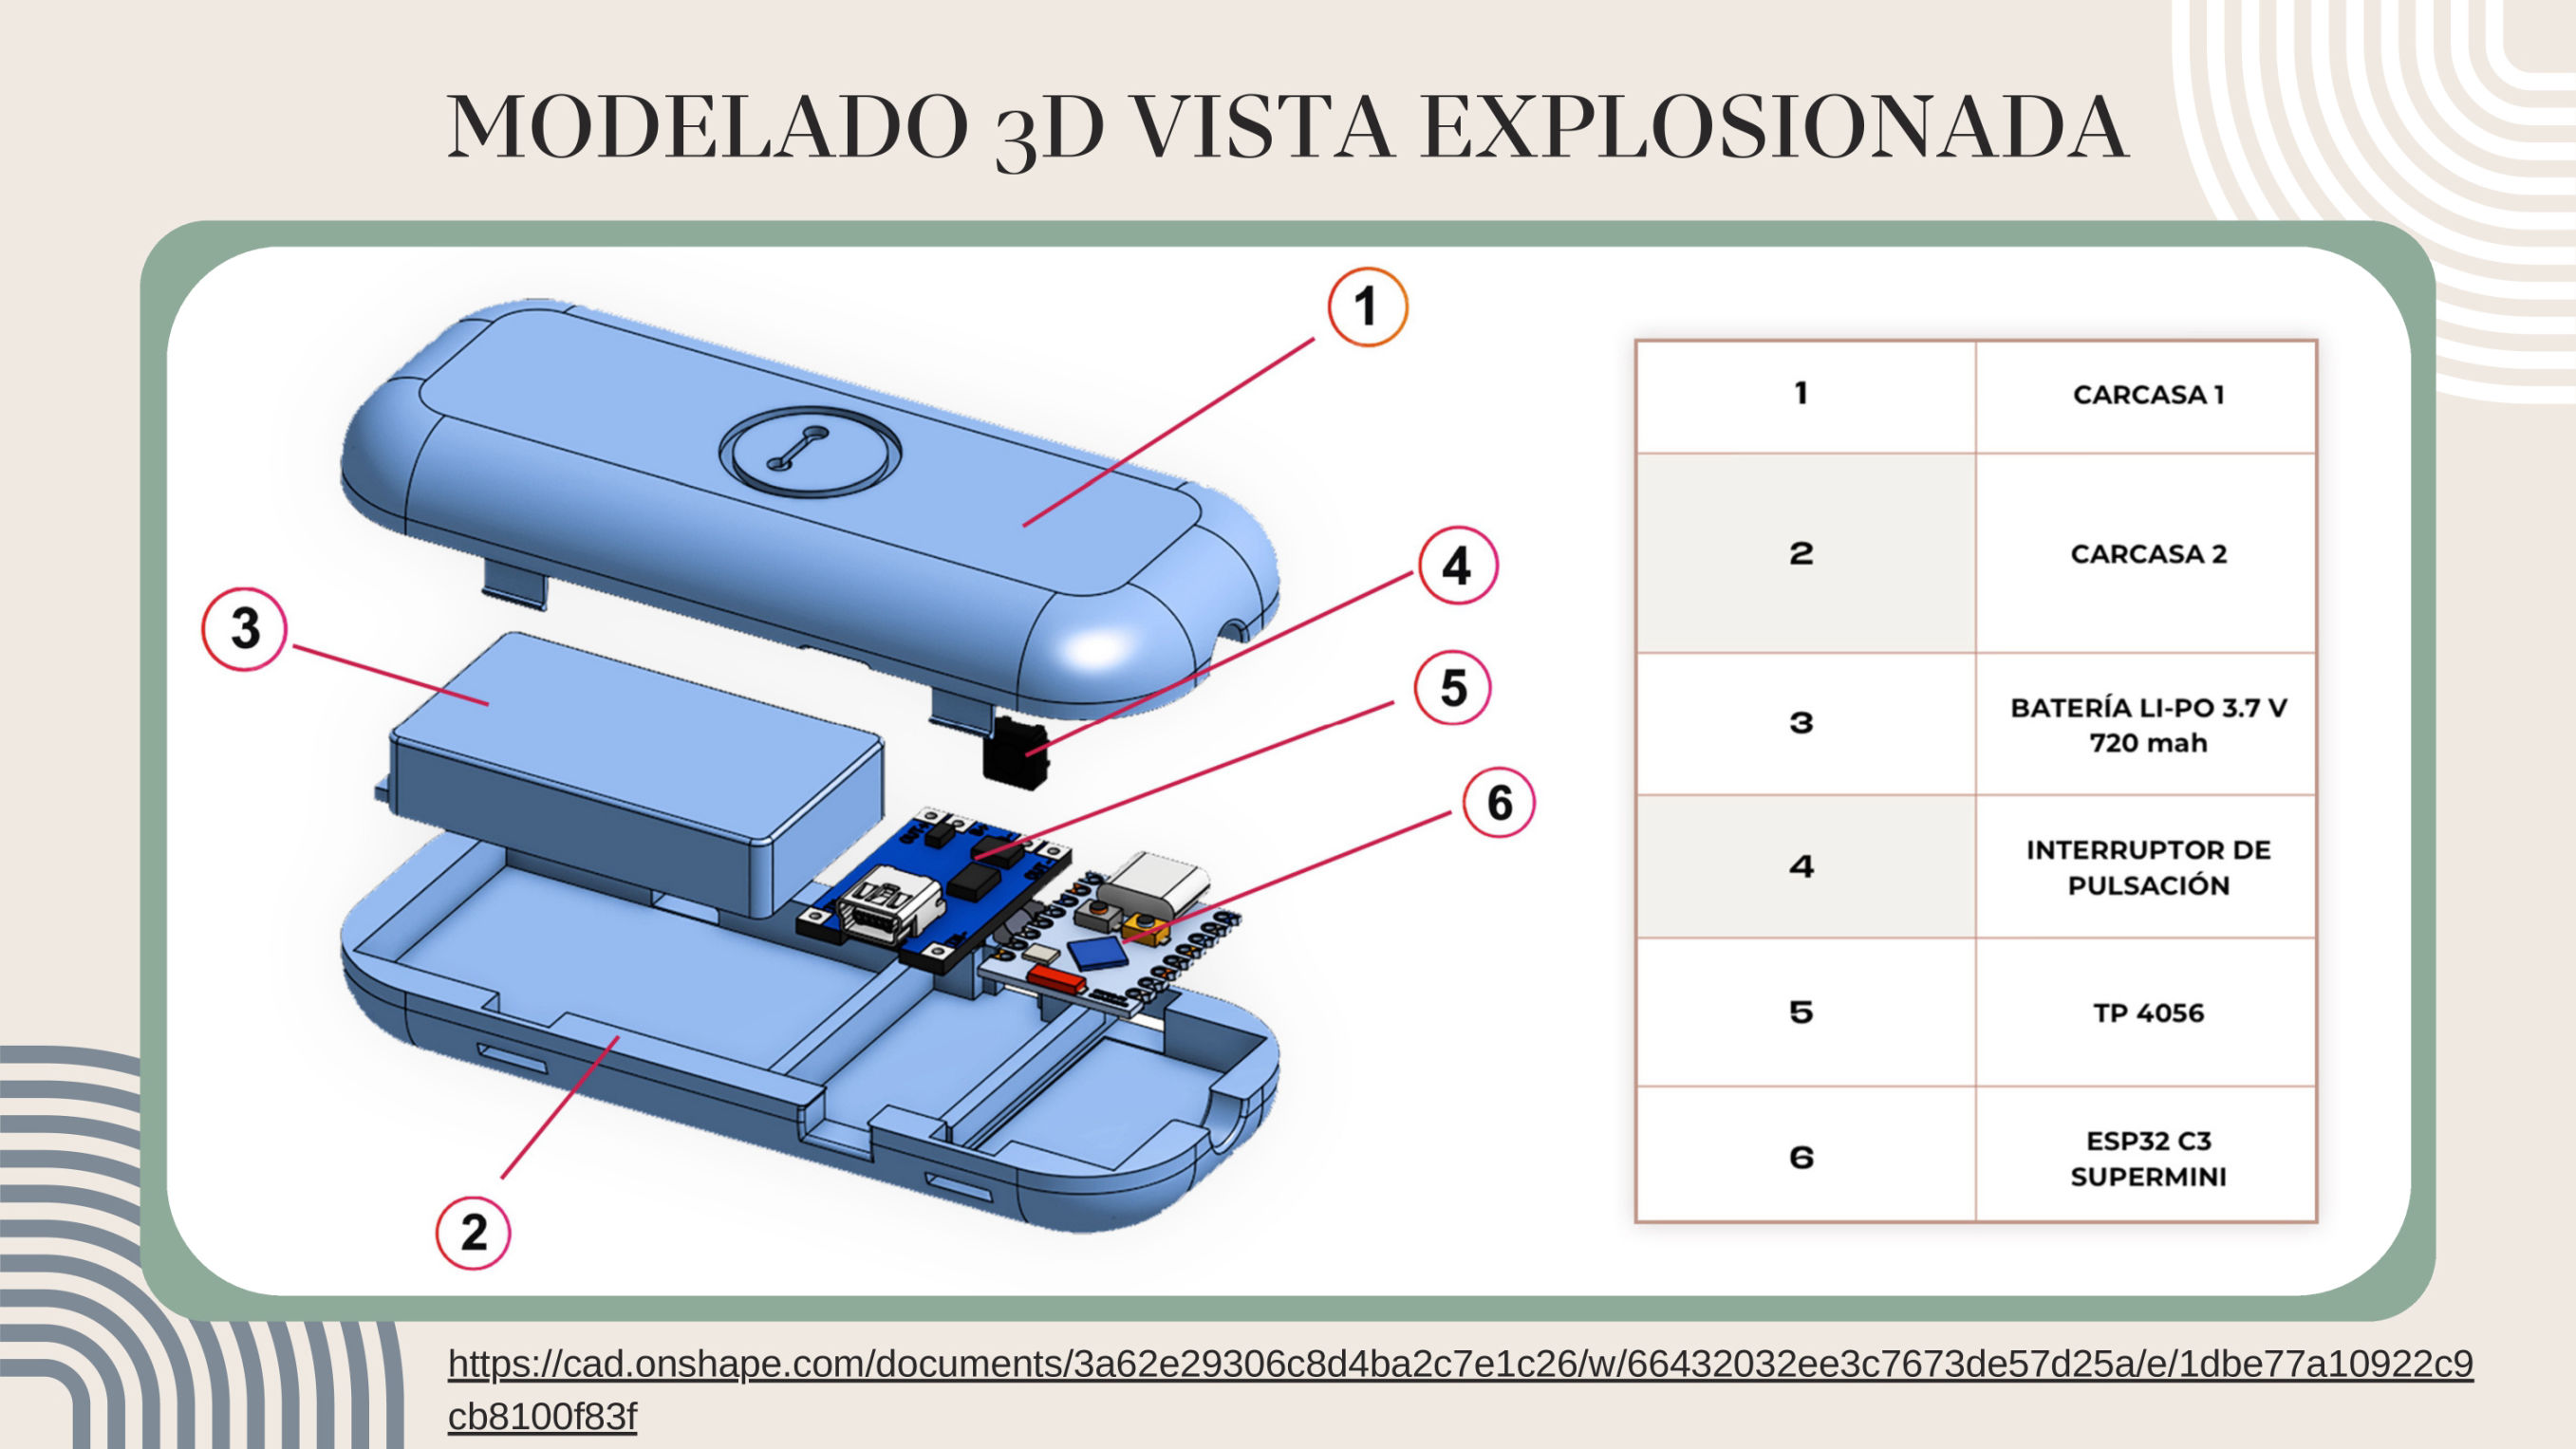 MODELADO 3D VISTA EXPLOSIONADA
1
4
3
5
6
2
1 CARCASA 1
2 CARCASA 2
3 BATERÍA LI-PO 3.7 V
720 mah
4 INTERRUPTOR DE
PULSACIÓN
5 TP 4056
6 ESP32 C3
SUPERMINI
https://cad.onshape.com/documents/3a62e29306c8d4ba2c7e1c26/w/66432032ee3c7673de57d25a/e/1dbe77a10922c9
cb8100f83f